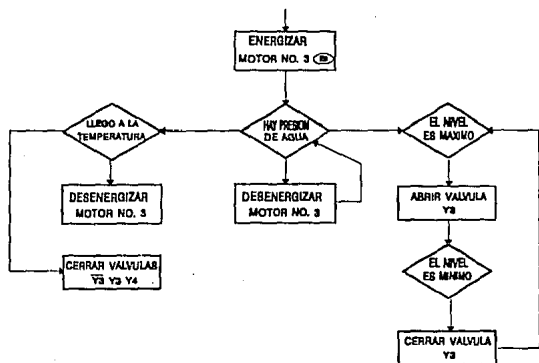 ENERGIZAR
MOTOR NO. 3
LLEGO A LA
TEMPERATURA
HAY PRESION
DE AGUA
EL NIVEL
ES MAXIMO
DESENERGIZAR
MOTOR NO. 3
DESENERGIZAR
MOTOR NO. 3
ABRIR VALVULA
Y3
CERRAR VALVULAS
Y3 Y3 Y4
EL NIVEL
ES MINIMO
CERRAR VALVULA
Y3